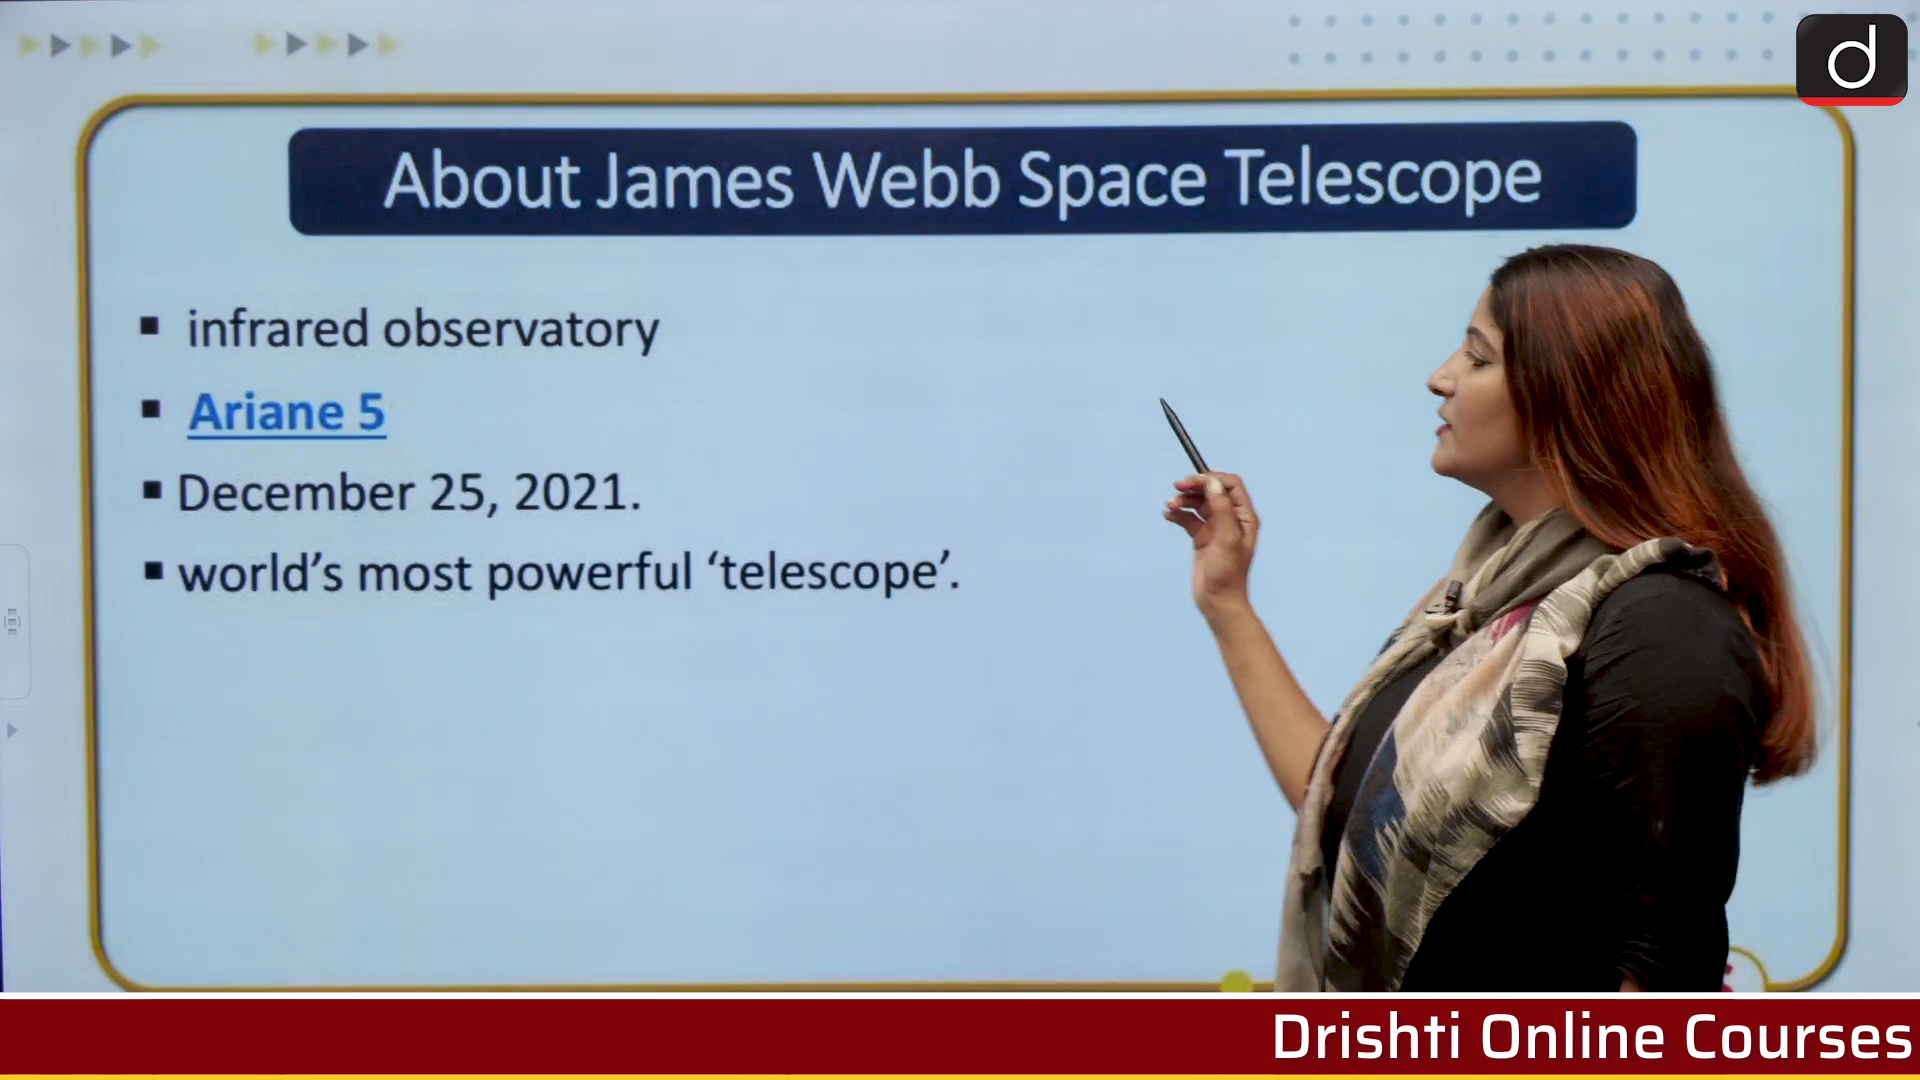 d
About James Webb Space Telescope
infrared observatory
Ariane 5
December 25, 2021.
world’s most powerful ‘telescope’.
Drishti Online Courses